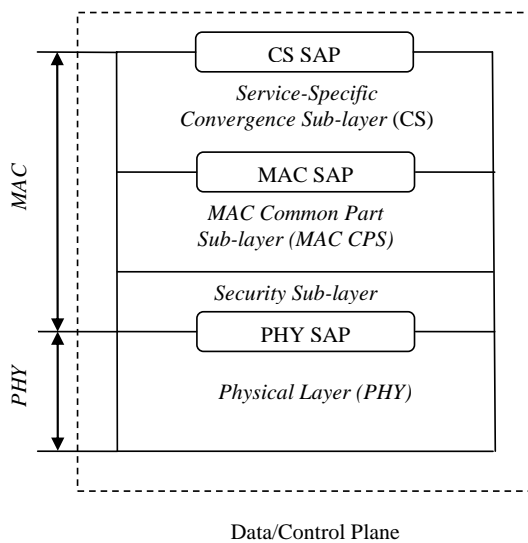 CS SAP
Service-Specific
Convergence Sub-layer (CS)
MAC SAP
MAC
MAC Common Part
Sub-layer (MAC CPS)
Security Sub-layer
PHY SAP
PHY
Physical Layer (PHY)
Data/Control Plane